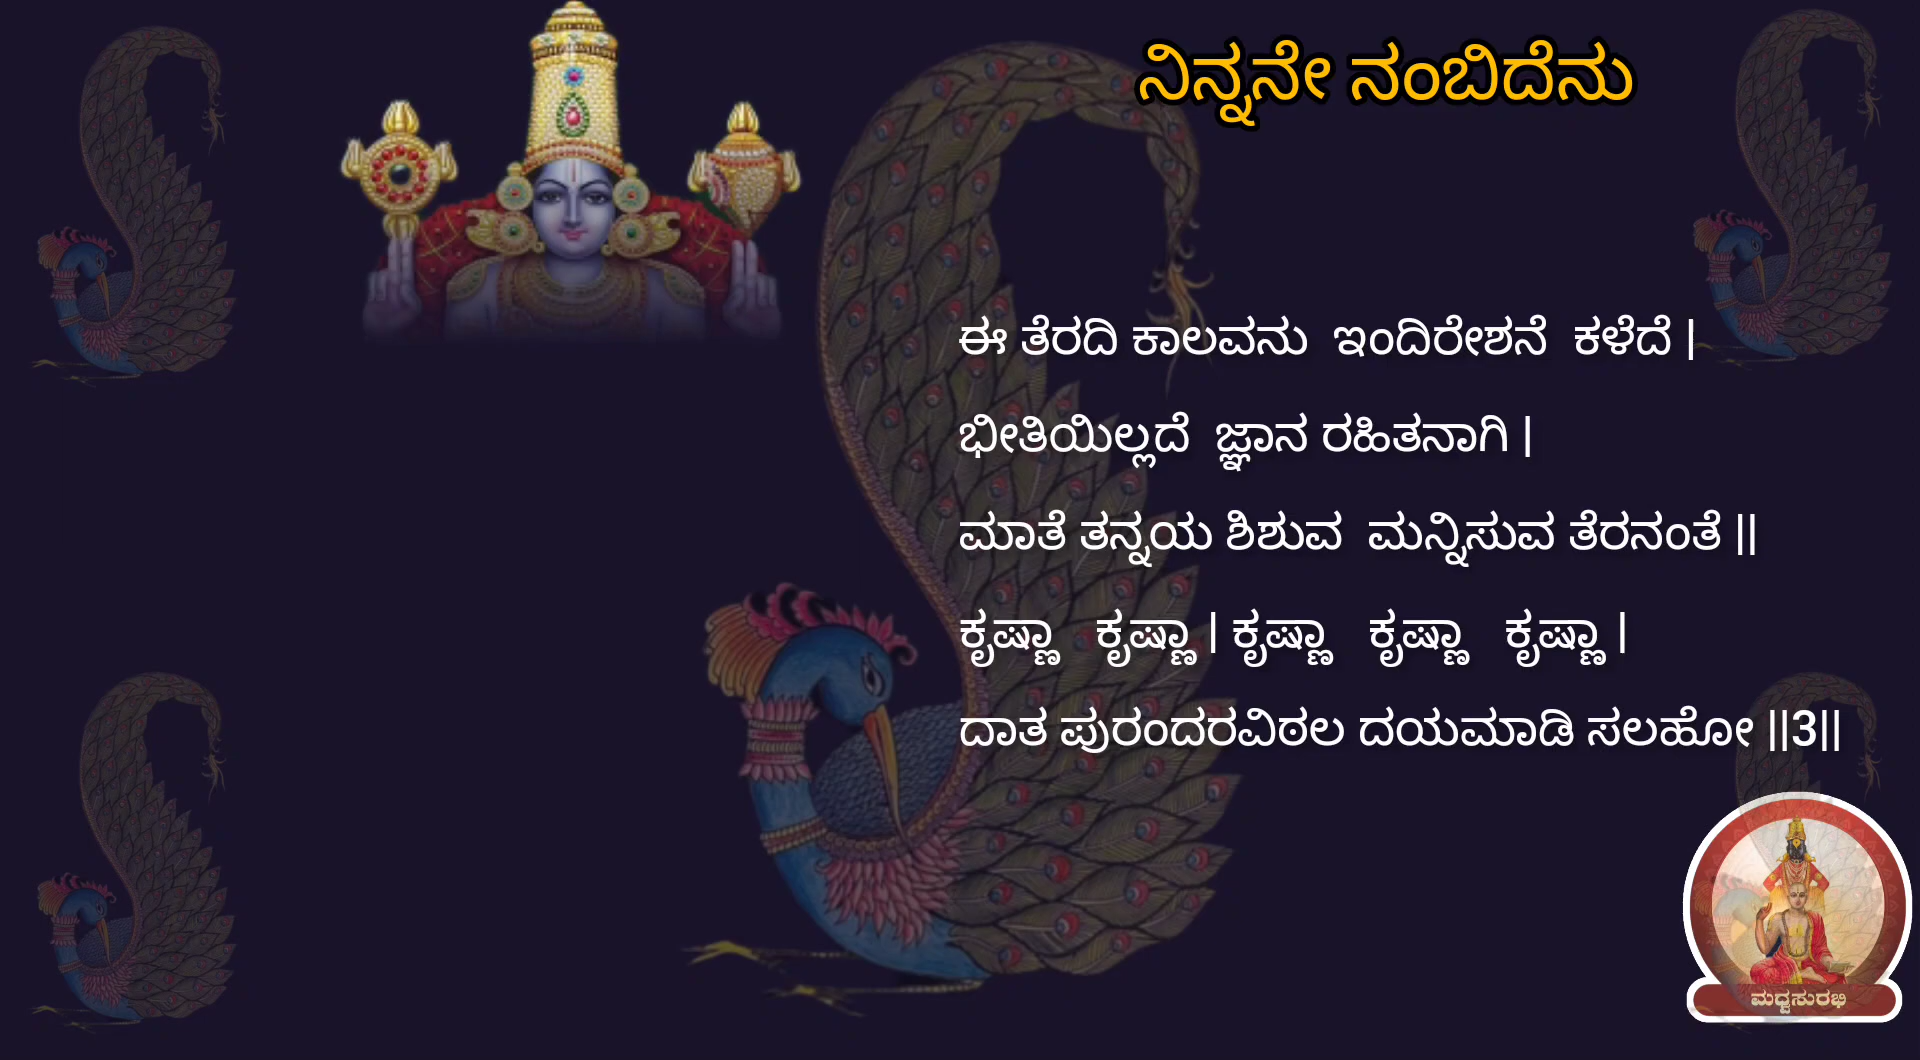 ನಿನ್ನನೇ ನಂಬಿದೆನು
ಈ ತೆರದಿ ಕಾಲವನು ಇಂದಿರೇಶನೆ ಕಳೆದೆ |
ಭೀತಿಯಿಲ್ಲದೆ ಜ್ಞಾನ ರಹಿತನಾಗಿ |
ಮಾತೆ ತನ್ನಯ ಶಿಶುವ ಮನ್ನಿಸುವ ತೆರನಂತೆ ||
ಕೃಷ್ಣಾ ಕೃಷ್ಣಾ | ಕೃಷ್ಣಾ ಕೃಷ್ಣಾ ಕೃಷ್ಣಾ |
ದಾತ ಪುರಂದರವಿಠಲ ದಯಮಾಡಿ ಸಲಹೋ ||3||
ಮಧ್ವಸುರಭಿ